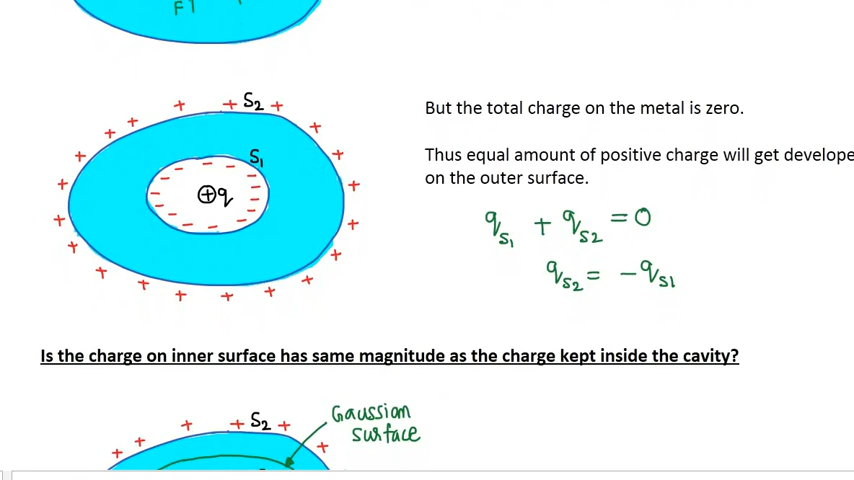 S2
But the total charge on the metal is zero.
S1
Thus equal amount of positive charge will get develope
on the outer surface.
q
qS1 + qS2 = 0
qS2 = -qS1
Is the charge on inner surface has same magnitude as the charge kept inside the cavity?
Gaussian
surface
S2